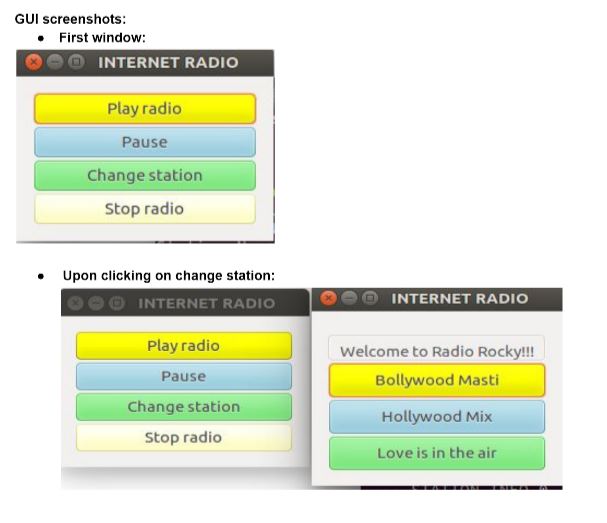 GUI screenshots:
● First window:
INTERNET RADIO
Play radio
Pause
Change station
Stop radio
● Upon clicking on change station:
INTERNET RADIO
Play radio
Pause
Change station
Stop radio
INTERNET RADIO
Welcome to Radio Rocky!!!
Bollywood Masti
Hollywood Mix
Love is in the air